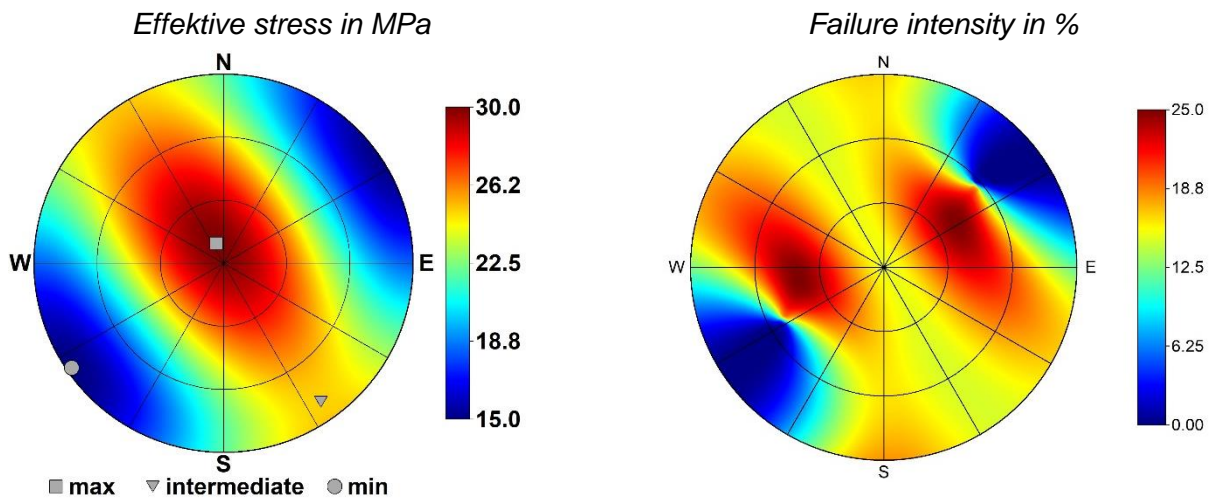 Effektive stress in MPa
N
W
E
S
30.0
26.2
22.5
18.8
15.0
max intermediate min
Failure intensity in %
N
W
E
S
25.0
18.8
12.5
6.25
0.00